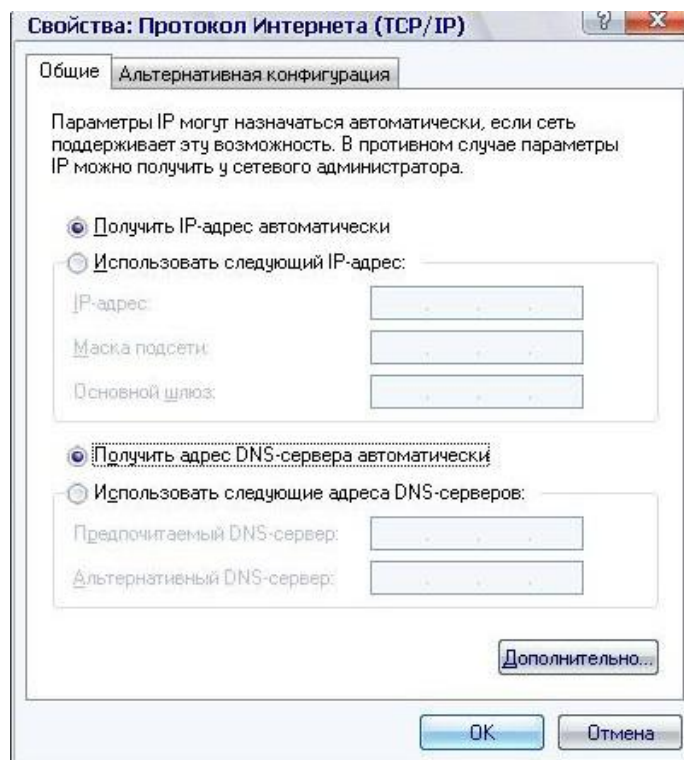 Свойства: Протокол Интернета (TCP/IP)
?
X
Общие
Альтернативная конфигурация
Параметры IP могут назначаться автоматически, если сеть
поддерживает эту возможность. В противном случае параметры
IP можно получить у сетевого администратора.
Получить IP-адрес автоматически
Использовать следующий IP-адрес:
IP-адрес:
Маска подсети:
Основной шлюз:
Получить адрес DNS-сервера автоматически
Использовать следующие адреса DNS-серверов:
Предпочитаемый DNS-сервер:
Альтернативный DNS-сервер:
Дополнительно...
OK
Отмена